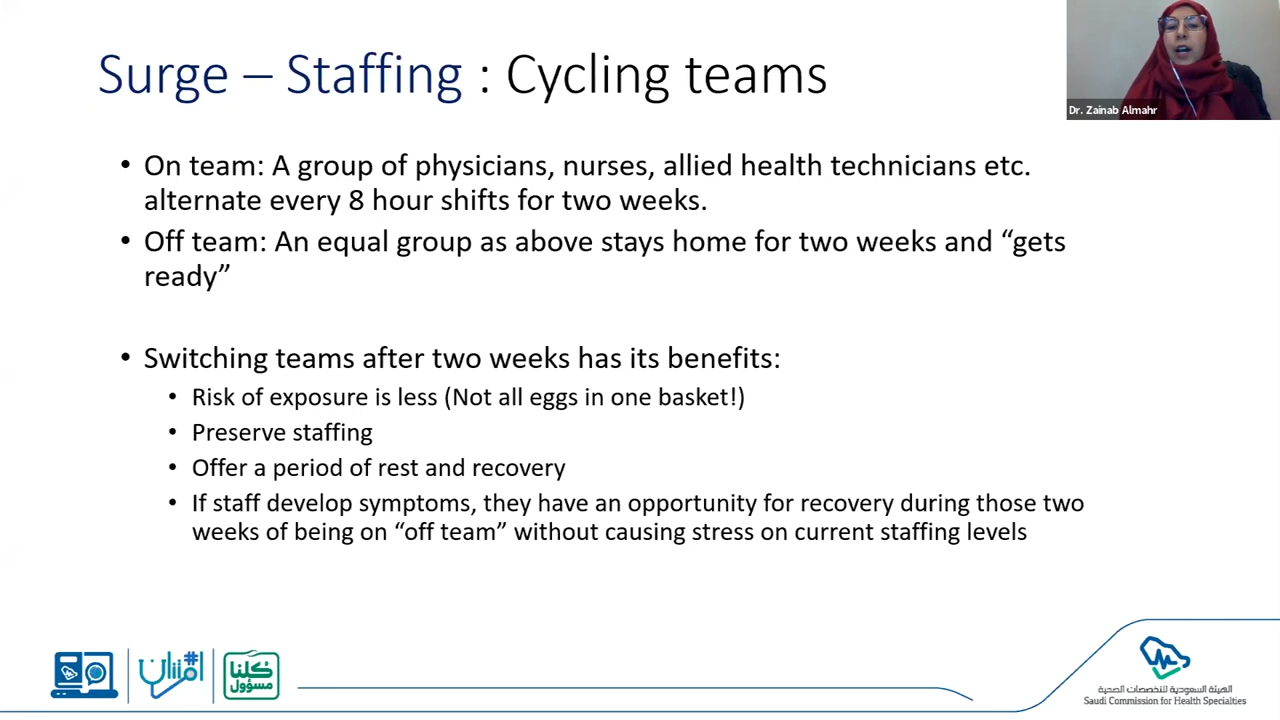 Surge – Staffing : Cycling teams
Dr. Zainab Almahr
• On team: A group of physicians, nurses, allied health technicians etc.
alternate every 8 hour shifts for two weeks.
• Off team: An equal group as above stays home for two weeks and “gets
ready”
• Switching teams after two weeks has its benefits:
• Risk of exposure is less (Not all eggs in one basket!)
• Preserve staffing
• Offer a period of rest and recovery
• If staff develop symptoms, they have an opportunity for recovery during those two
weeks of being on “off team” without causing stress on current staffing levels
كلنا
مسؤول
الهيئة السعودية للتخصصات الصحية
Saudi Commission for Health Specialties